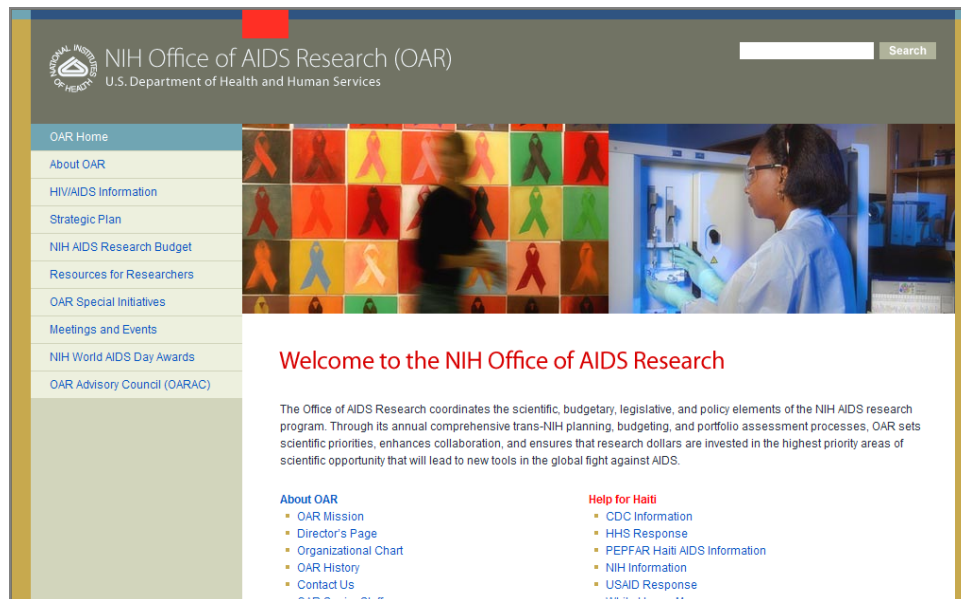 NATIONAL INSTITUTES OF HEALTH
NIH Office of AIDS Research (OAR)
U.S. Department of Health and Human Services
Search
OAR Home
About OAR
HIV/AIDS Information
Strategic Plan
NIH AIDS Research Budget
Resources for Researchers
OAR Special Initiatives
Meetings and Events
NIH World AIDS Day Awards
OAR Advisory Council (OARAC)
Welcome to the NIH Office of AIDS Research
The Office of AIDS Research coordinates the scientific, budgetary, legislative, and policy elements of the NIH AIDS research
program. Through its annual comprehensive trans-NIH planning, budgeting, and portfolio assessment processes, OAR sets
scientific priorities, enhances collaboration, and ensures that research dollars are invested in the highest priority areas of
scientific opportunity that will lead to new tools in the global fight against AIDS.
About OAR
OAR Mission
Director's Page
Organizational Chart
OAR History
Contact Us
Help for Haiti
CDC Information
HHS Response
PEPFAR Haiti AIDS Information
NIH Information
USAID Response